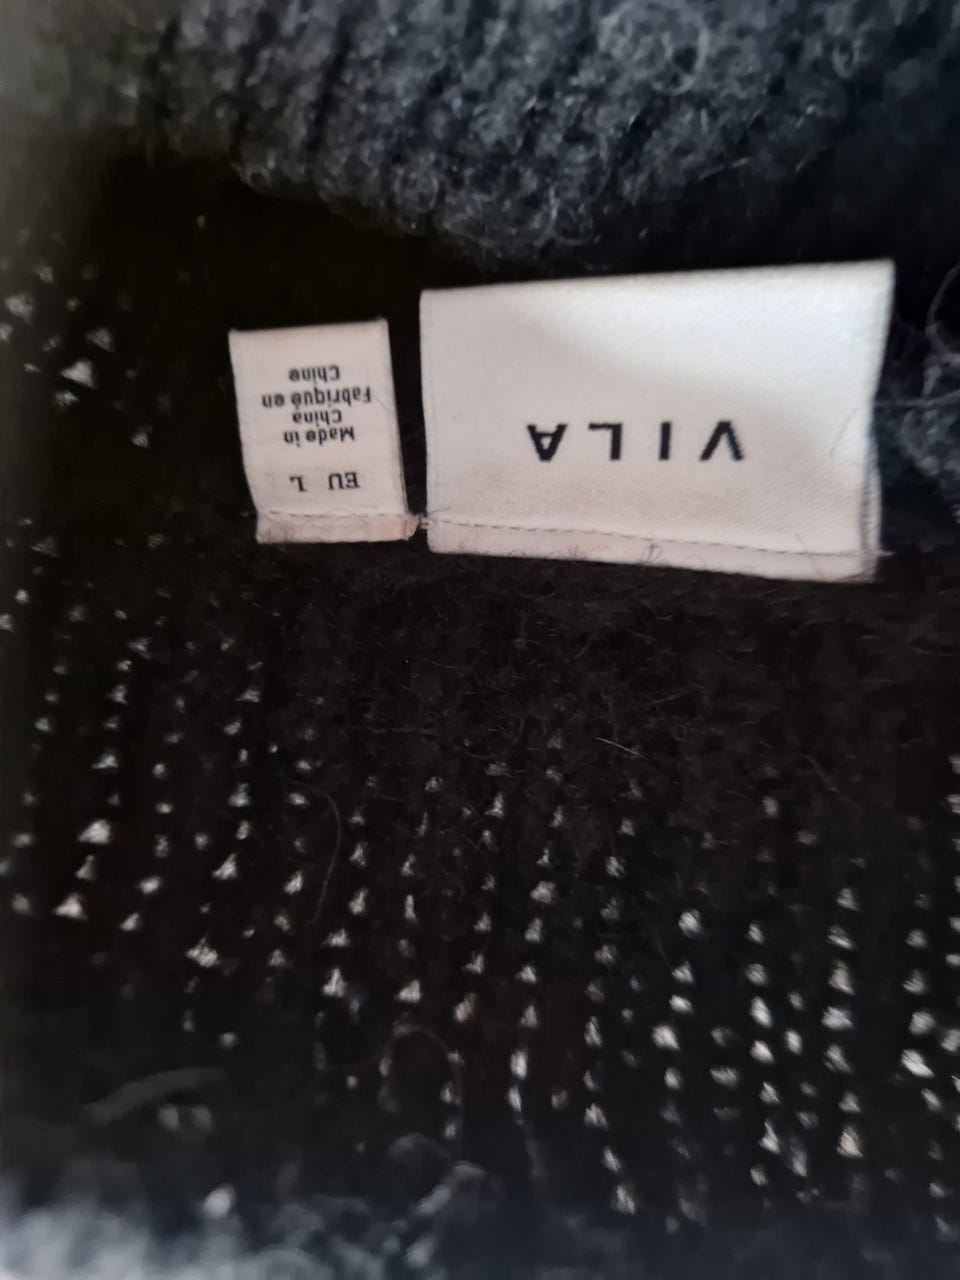 VILA
EU L
Made in
China
Fabriqué en
Chine